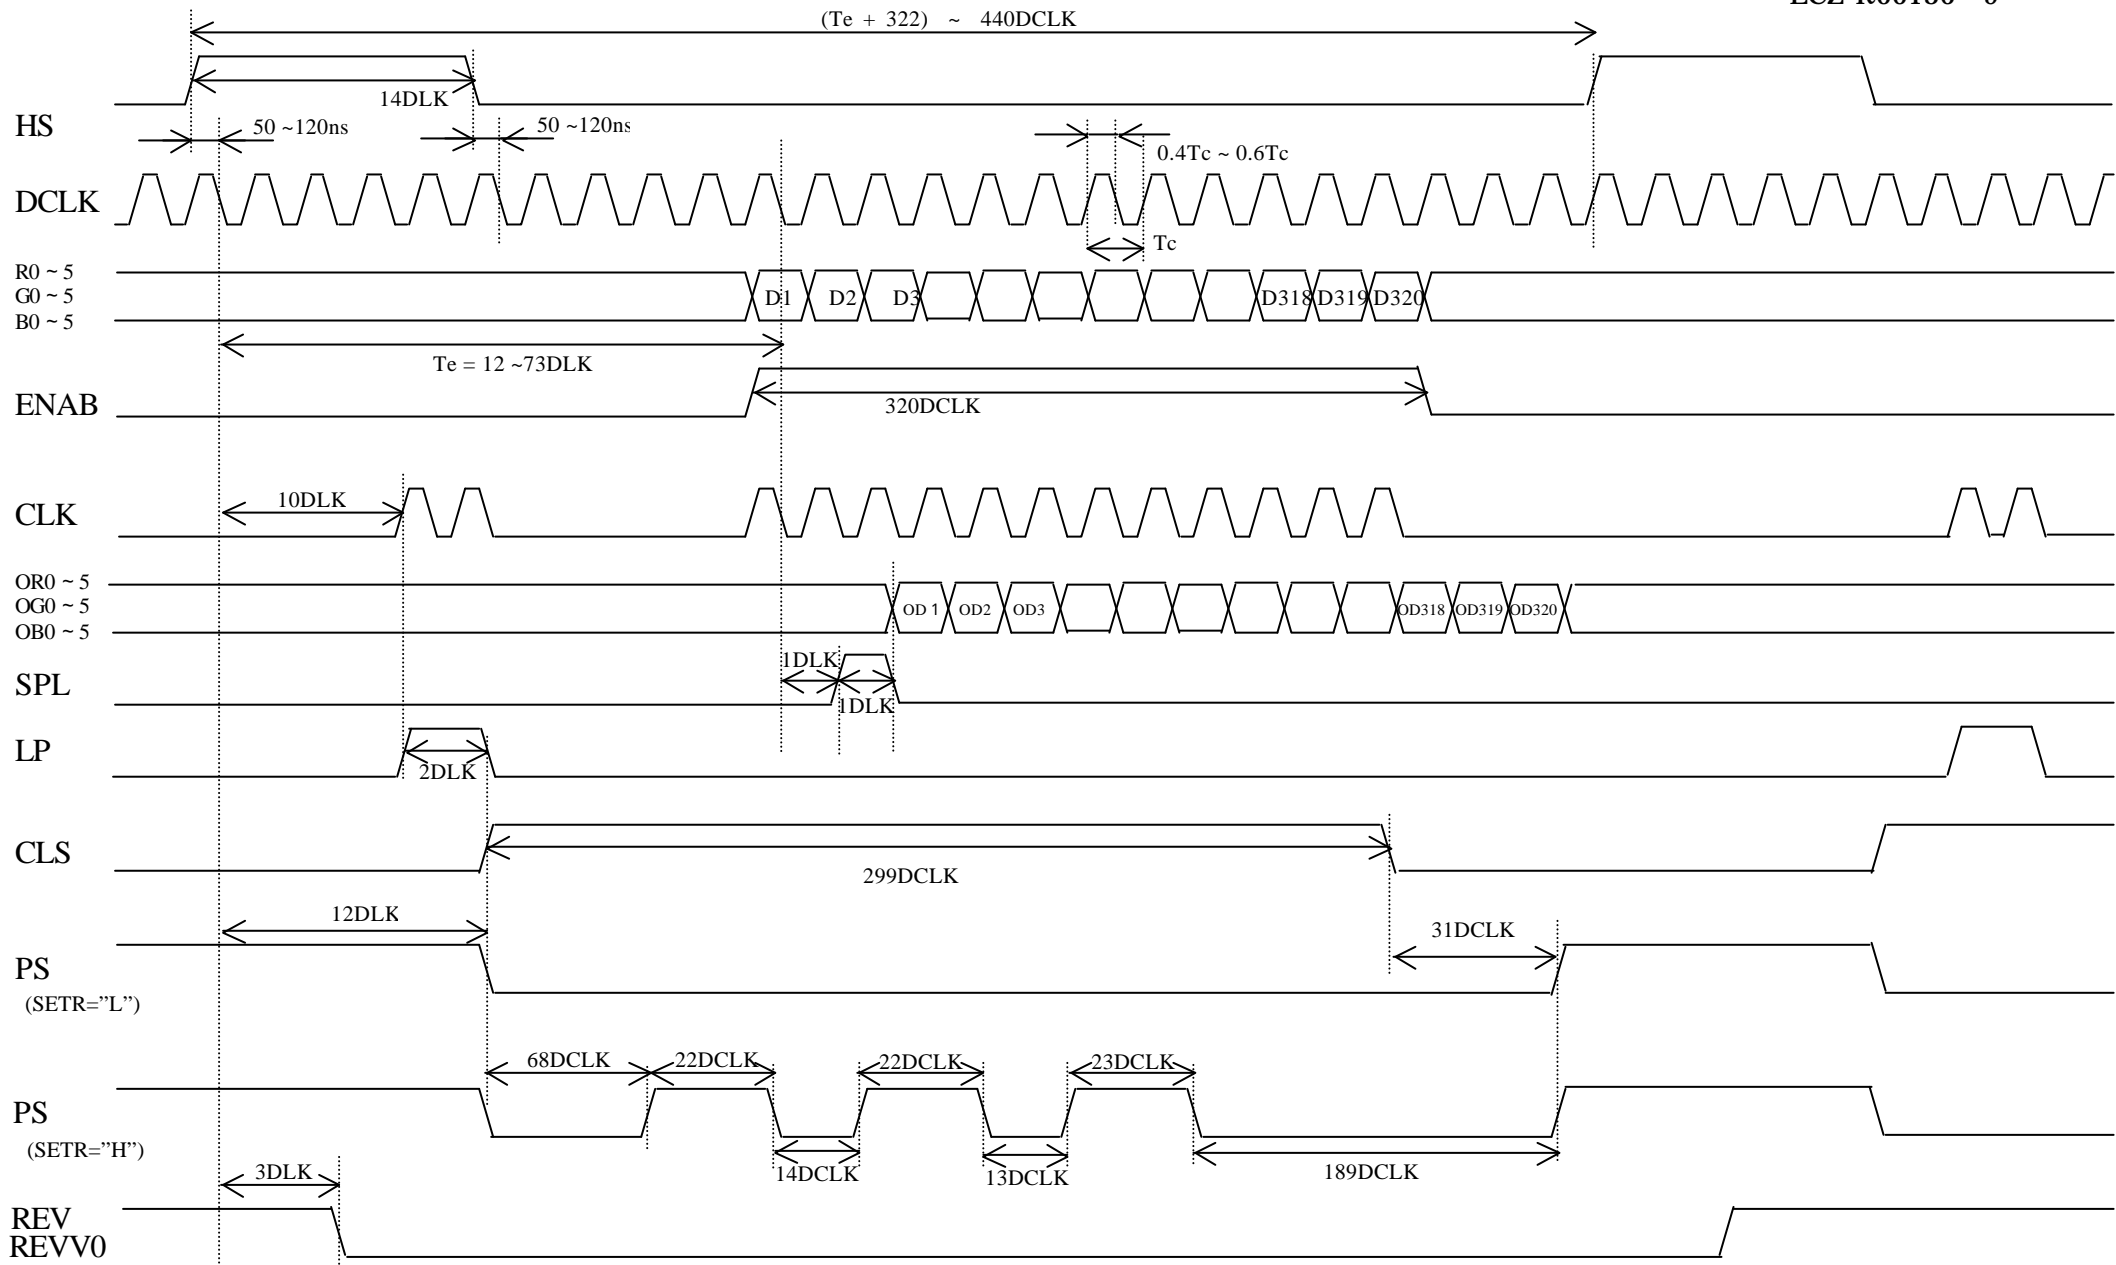 (Te + 322) ~ 440DCLK
14DLK
HS
50 ~120ns
50 ~120ns
0.4Tc ~ 0.6Tc
DCLK
Tc
R0 ~ 5
G0 ~ 5
B0 ~ 5
D1 D2 D3 D318 D319 D320
Te = 12 ~73DLK
ENAB
320DCLK
10DLK
CLK
OR0 ~ 5
OG0 ~ 5
OB0 ~ 5
OD 1 OD2 OD3 OD318 OD319 OD320
1DLK
SPL
1DLK
LP
2DLK
CLS
299DCLK
12DLK
31DCLK
PS
(SETR=”L”)
68DCLK 22DCLK 22DCLK 23DCLK
PS
(SETR=”H”)
14DCLK 13DCLK 189DCLK
3DLK
REV
REVV0